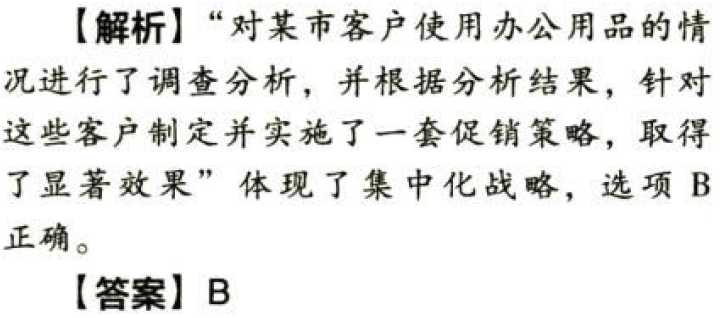 【解析】“对某市客户使用办公用品的情
况进行了调查分析，并根据分析结果，针对
这些客户制定并实施了一套促销策略，取得
了显著效果”体现了集中化战略，选项 B
正确。
【答案】B